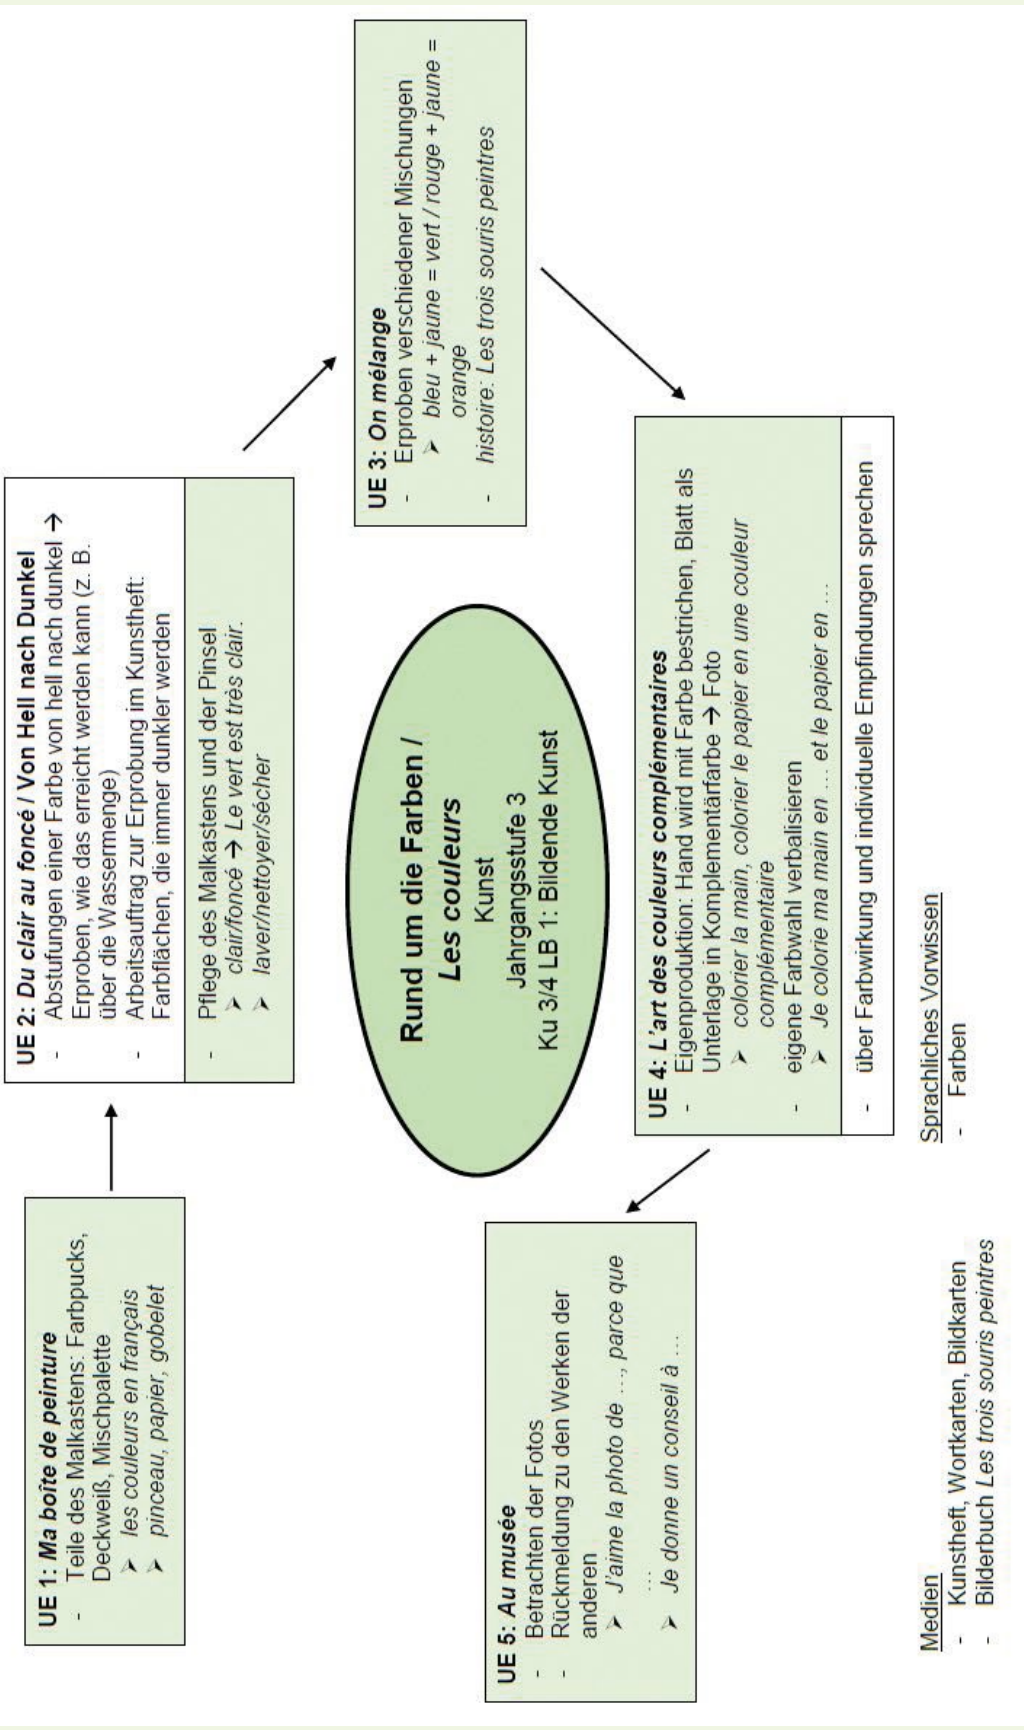 UE 1: Ma boîte de peinture
- Teile des Malkastens: Farbpucks,
Deckweiß, Mischpalette
➢ les couleurs en français
➢ pinceau, papier, gobelet
UE 2: Du clair au foncé / Von Hell nach Dunkel
- Abstufungen einer Farbe von hell nach dunkel →
Erproben, wie das erreicht werden kann (z. B.
über die Wassermenge)
- Arbeitsauftrag zur Erprobung im Kunstheft:
Farbflächen, die immer dunkler werden
- Pflege des Malkastens und der Pinsel
➢ clair/foncé → Le vert est très clair.
➢ laver/nettoyer/sécher
UE 3: On mélange
- Erproben verschiedener Mischungen
➢ bleu + jaune = vert / rouge + jaune =
orange
- histoire: Les trois souris peintres
Rund um die Farben /
Les couleurs
Kunst
Jahrgangsstufe 3
Ku 3/4 LB 1: Bildende Kunst
UE 4: L'art des couleurs complémentaires
- Eigenproduktion: Hand wird mit Farbe bestrichen, Blatt als
Unterlage in Komplementärfarbe → Foto
➢ colorier la main, colorier le papier en une couleur
complémentaire
- eigene Farbwahl verbalisieren
➢ Je colorie ma main en … et le papier en …
- über Farbwirkung und individuelle Empfindungen sprechen
UE 5: Au musée
- Betrachten der Fotos
- Rückmeldung zu den Werken der
anderen
➢ J'aime la photo de …, parce que
…
➢ Je donne un conseil à …
Medien
- Kunstheft, Wortkarten, Bildkarten
- Bilderbuch Les trois souris peintres
Sprachliches Vorwissen
- Farben